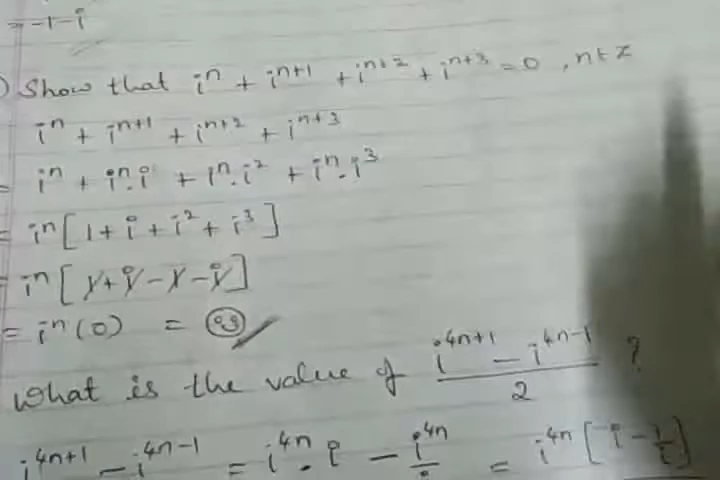 = -1-i
) Show that iⁿ + iⁿ⁺¹ + iⁿ⁺² + iⁿ⁺³ = 0, n∈z
iⁿ + iⁿ⁺¹ + iⁿ⁺² + iⁿ⁺³
= iⁿ + iⁿ.i + iⁿ.i² + iⁿ.i³
= iⁿ[1 + i + i² + i³]
= iⁿ[1 + i - 1 - i]
= iⁿ(0) = 0
What is the value of (i⁴ⁿ⁺¹ - i⁴ⁿ⁻¹)/2 ?
i⁴ⁿ⁺¹ - i⁴ⁿ⁻¹ = i⁴ⁿ.i - i⁴ⁿ/i = i⁴ⁿ[i - 1/i]